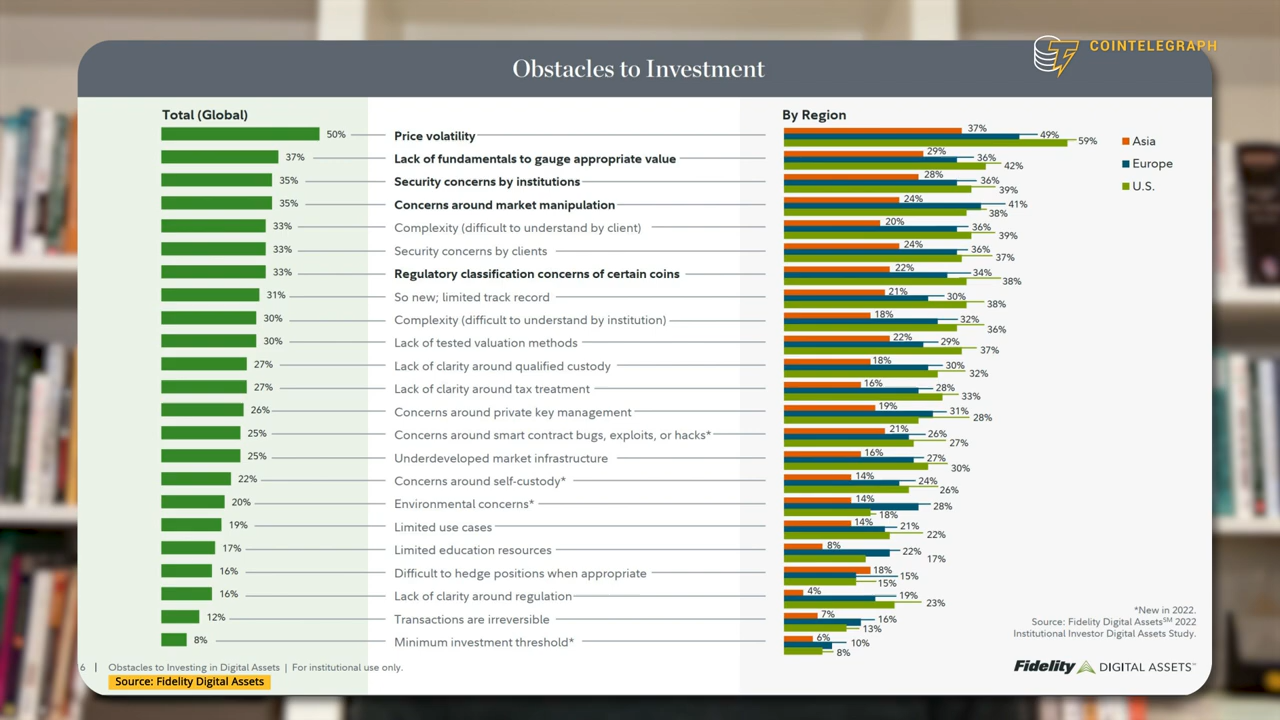 COINTELEGRAPH
Obstacles to Investment
Total (Global)
By Region
Asia
Europe
U.S.
50% Price volatility 37% 49% 59%
37% Lack of fundamentals to gauge appropriate value 29% 36% 42%
35% Security concerns by institutions 28% 36% 39%
35% Concerns around market manipulation 24% 41% 38%
33% Complexity (difficult to understand by client) 20% 36% 39%
33% Security concerns by clients 24% 36% 37%
33% Regulatory classification concerns of certain coins 22% 34% 38%
31% So new; limited track record 21% 30% 38%
30% Complexity (difficult to understand by institution) 18% 32% 36%
30% Lack of tested valuation methods 22% 29% 37%
27% Lack of clarity around qualified custody 18% 30% 32%
27% Lack of clarity around tax treatment 16% 28% 33%
26% Concerns around private key management 19% 31% 28%
25% Concerns around smart contract bugs, exploits, or hacks* 21% 26% 27%
25% Underdeveloped market infrastructure 16% 27% 30%
22% Concerns around self-custody* 14% 24% 26%
20% Environmental concerns* 14% 28% 18%
19% Limited use cases 14% 21% 22%
17% Limited education resources 8% 22% 17%
16% Difficult to hedge positions when appropriate 18% 15% 15%
16% Lack of clarity around regulation 4% 19% 23%
12% Transactions are irreversible 7% 16% 13%
8% Minimum investment threshold* 6% 10% 8%
*New in 2022.
Source: Fidelity Digital Assets℠ 2022
Institutional Investor Digital Assets Study.
6 | Obstacles to Investing in Digital Assets | For institutional use only.
Fidelity DIGITAL ASSETS℠
Source: Fidelity Digital Assets